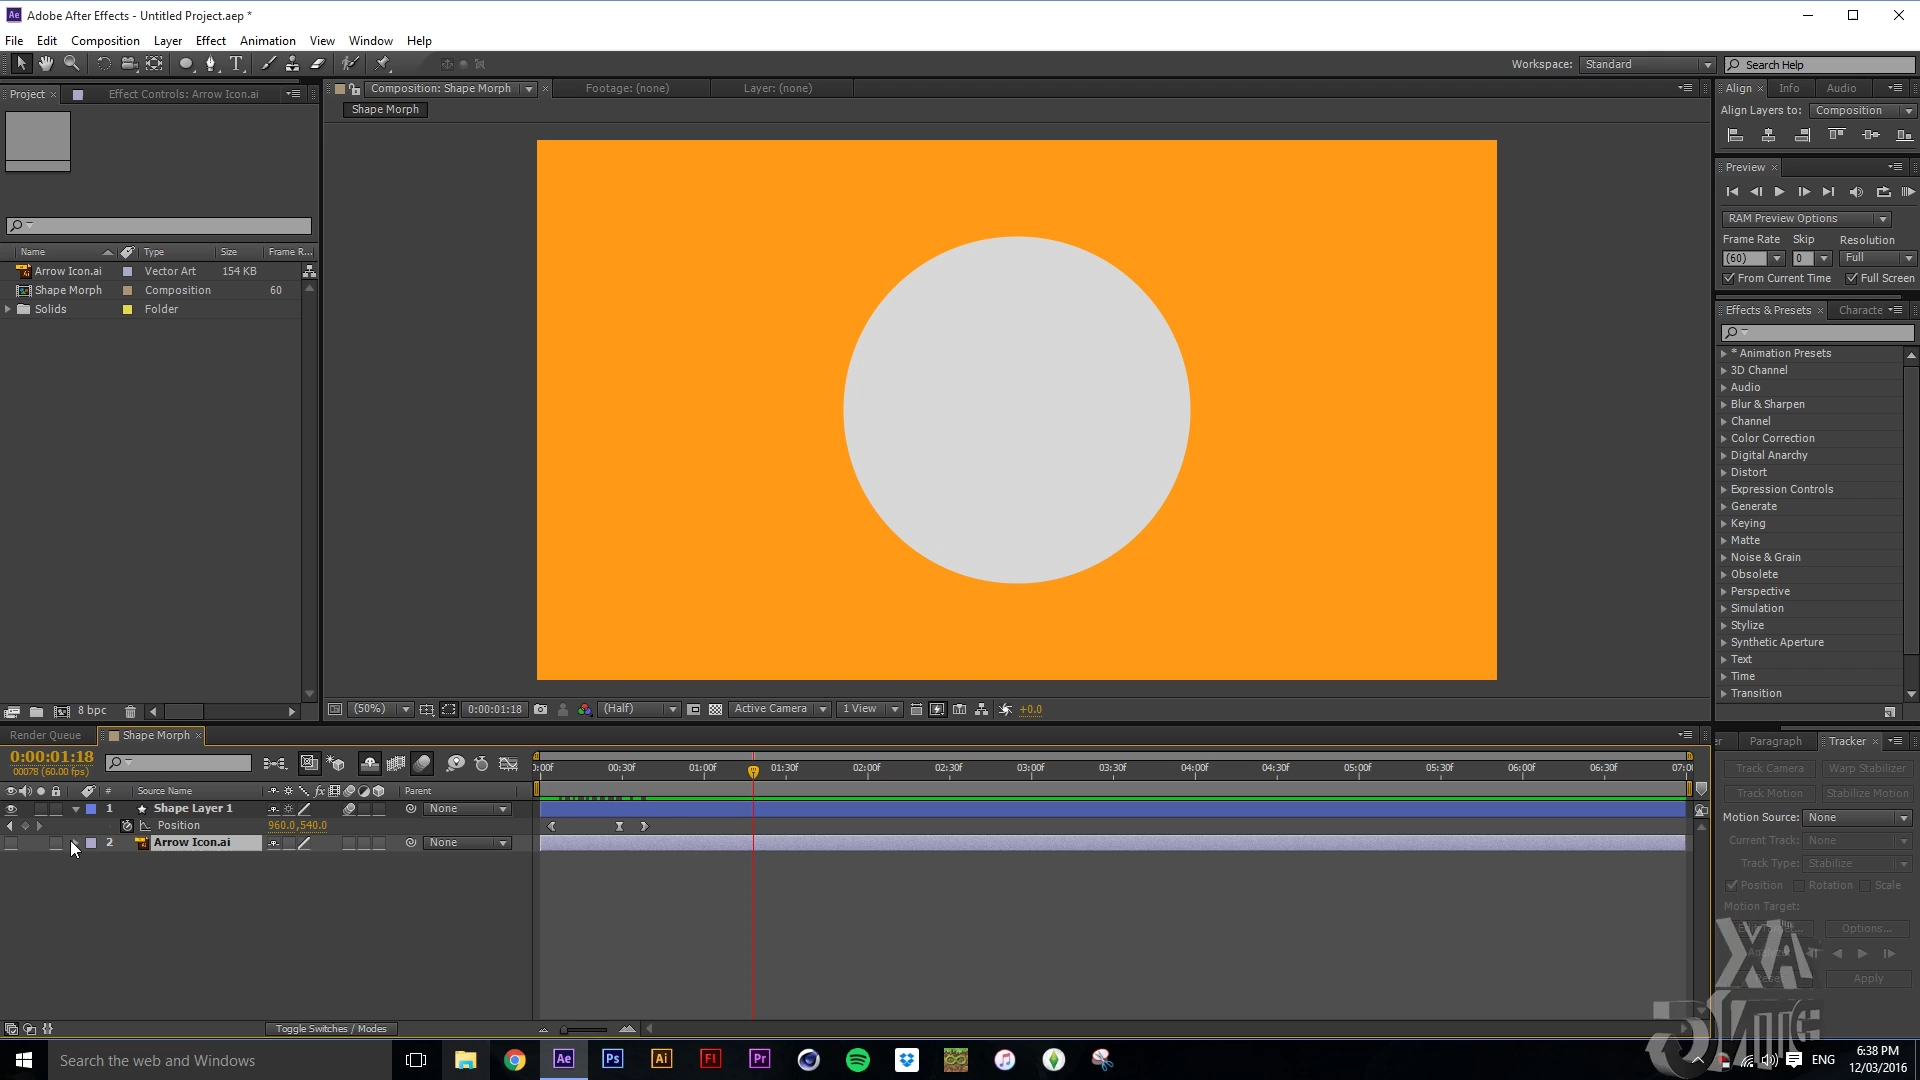 Adobe After Effects - Untitled Project.aep *
File Edit Composition Layer Effect Animation View Window Help
Workspace: Standard Search Help
Project Effect Controls: Arrow Icon.ai
Composition: Shape Morph Footage: (none) Layer: (none)
Shape Morph
Align Info Audio
Align Layers to: Composition
Preview
RAM Preview Options
Frame Rate Skip Resolution
(60) 0 Full
From Current Time Full Screen
Name Type Size Frame R...
Arrow Icon.ai Vector Art 154 KB
Shape Morph Composition 60
Solids Folder
Effects & Presets Characte
* Animation Presets
3D Channel
Audio
Blur & Sharpen
Channel
Color Correction
Digital Anarchy
Distort
Expression Controls
Generate
Keying
Matte
Noise & Grain
Obsolete
Perspective
Simulation
Stylize
Synthetic Aperture
Text
Time
Transition
8 bpc
(50%) 0:00:01:18 (Half) Active Camera 1 View +0.0
Render Queue Shape Morph
0:00:01:18
00078 (60.00 fps)
0:00f 00:30f 01:00f 01:30f 02:00f 02:30f 03:00f 03:30f 04:00f 04:30f 05:00f 05:30f 06:00f 06:30f 07:00
# Source Name Parent
1 Shape Layer 1 None
Position 960.0,540.0
2 Arrow Icon.ai None
Toggle Switches / Modes
er Paragraph Tracker
Track Camera Warp Stabilizer
Track Motion Stabilize Motion
Motion Source: None
Current Track: None
Track Type: Stabilize
Position Rotation Scale
Motion Target:
Options...
Apply
Search the web and Windows
Ae Ps Ai Fl Pr
ENG
6:38 PM
12/03/2016